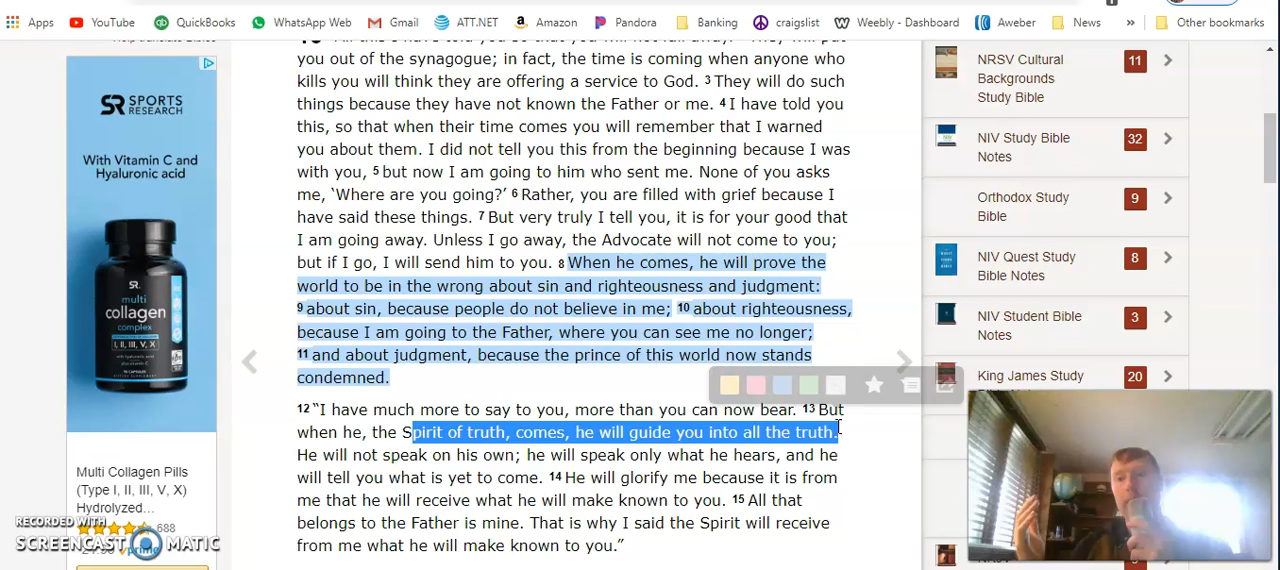 Apps YouTube QuickBooks WhatsApp Web Gmail ATT.NET Amazon Pandora Banking craigslist Weebly - Dashboard Aweber News » Other bookmarks
SR SPORTS RESEARCH
With Vitamin C and
Hyaluronic acid
SR.
multi
collagen
complex
I, II, III, V, X
Multi Collagen Pills
(Type I, II, III, V, X)
Hydrolyzed...
688
prime
RECORDED WITH
SCREENCAST MATIC
you out of the synagogue; in fact, the time is coming when anyone who
kills you will think they are offering a service to God. 3 They will do such
things because they have not known the Father or me. 4 I have told you
this, so that when their time comes you will remember that I warned
you about them. I did not tell you this from the beginning because I was
with you, 5 but now I am going to him who sent me. None of you asks
me, ‘Where are you going?’ 6 Rather, you are filled with grief because I
have said these things. 7 But very truly I tell you, it is for your good that
I am going away. Unless I go away, the Advocate will not come to you;
but if I go, I will send him to you. 8 When he comes, he will prove the
world to be in the wrong about sin and righteousness and judgment:
9 about sin, because people do not believe in me; 10 about righteousness,
because I am going to the Father, where you can see me no longer;
11 and about judgment, because the prince of this world now stands
condemned.
12 “I have much more to say to you, more than you can now bear. 13 But
when he, the Spirit of truth, comes, he will guide you into all the truth.
He will not speak on his own; he will speak only what he hears, and he
will tell you what is yet to come. 14 He will glorify me because it is from
me that he will receive what he will make known to you. 15 All that
belongs to the Father is mine. That is why I said the Spirit will receive
from me what he will make known to you.”
NRSV Cultural
Backgrounds
Study Bible
11
NIV Study Bible
Notes
32
Orthodox Study
Bible
9
NIV Quest Study
Bible Notes
8
NIV Student Bible
Notes
3
King James Study
20